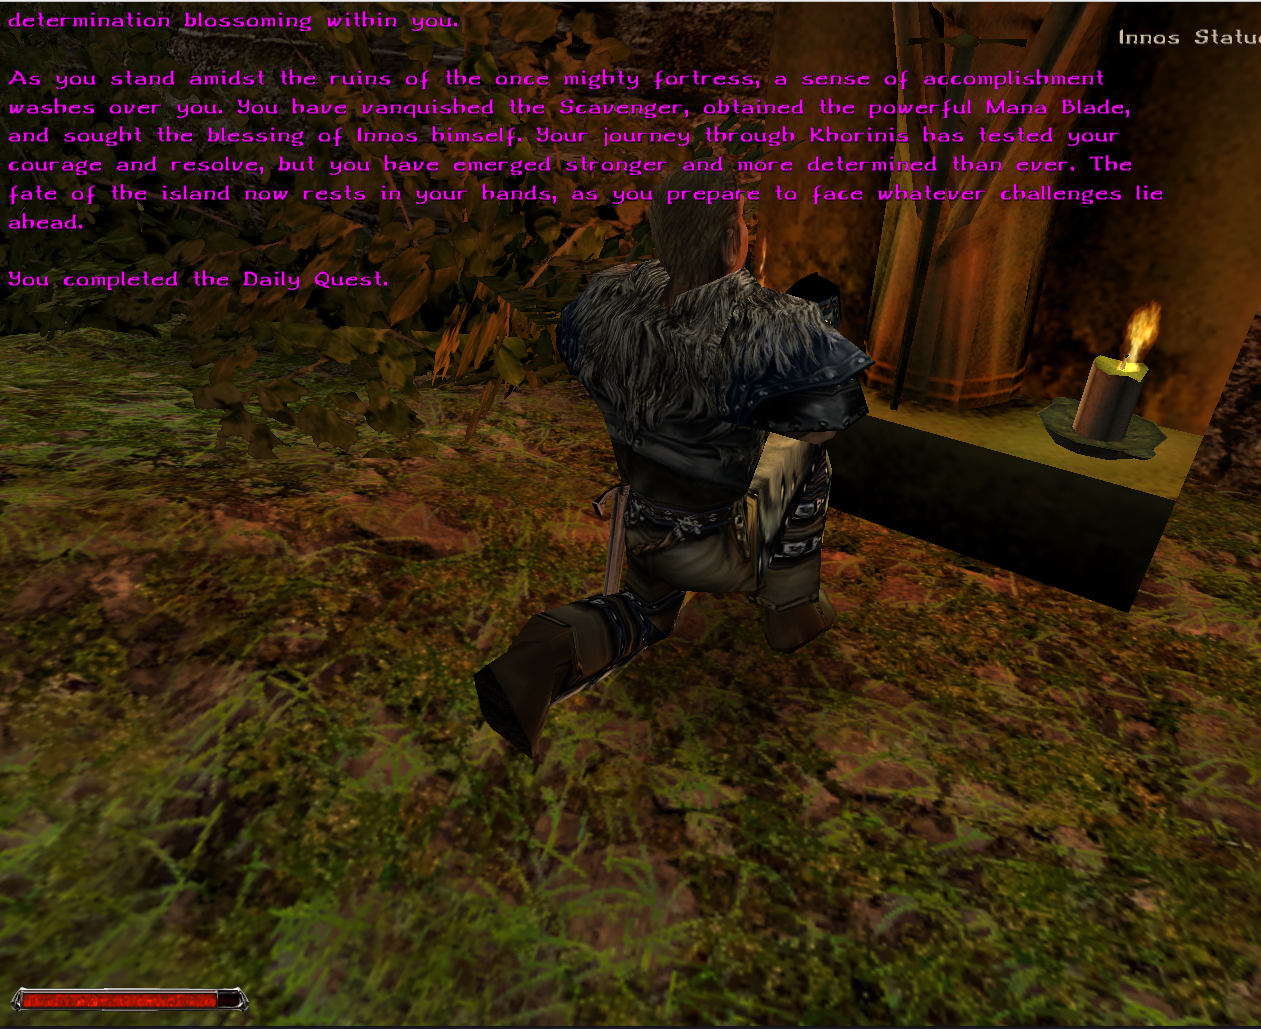 determination blossoming within you.
Innos Statue
As you stand amidst the ruins of the once mighty fortress, a sense of accomplishment
washes over you. You have vanquished the Scavenger, obtained the powerful Mana Blade,
and sought the blessing of Innos himself. Your journey through Khorinis has tested your
courage and resolve, but you have emerged stronger and more determined than ever. The
fate of the island now rests in your hands, as you prepare to face whatever challenges lie
ahead.
You completed the Daily Quest.